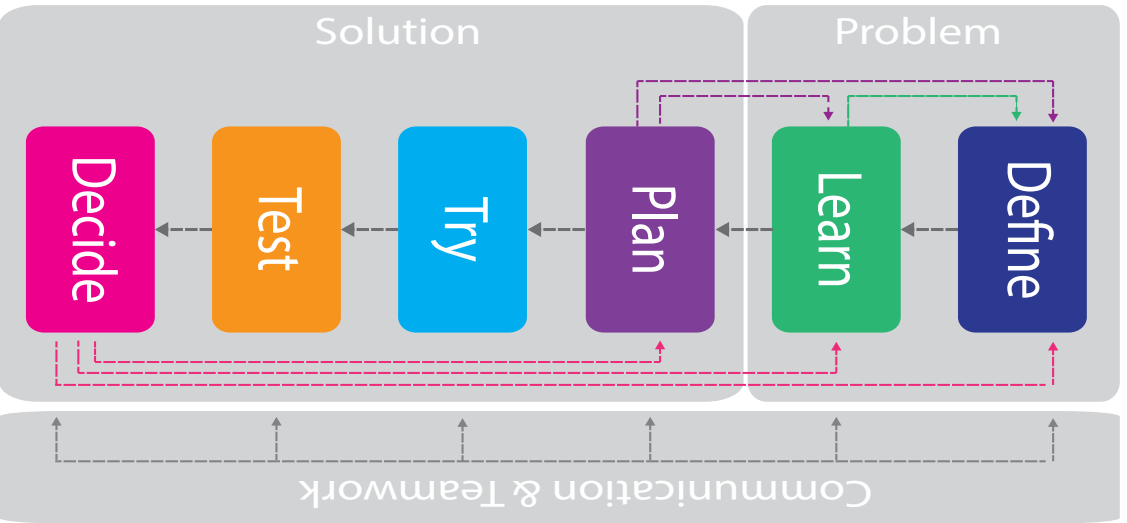 Solution
Problem
Decide
Test
Try
Plan
Learn
Define
Communication & Teamwork